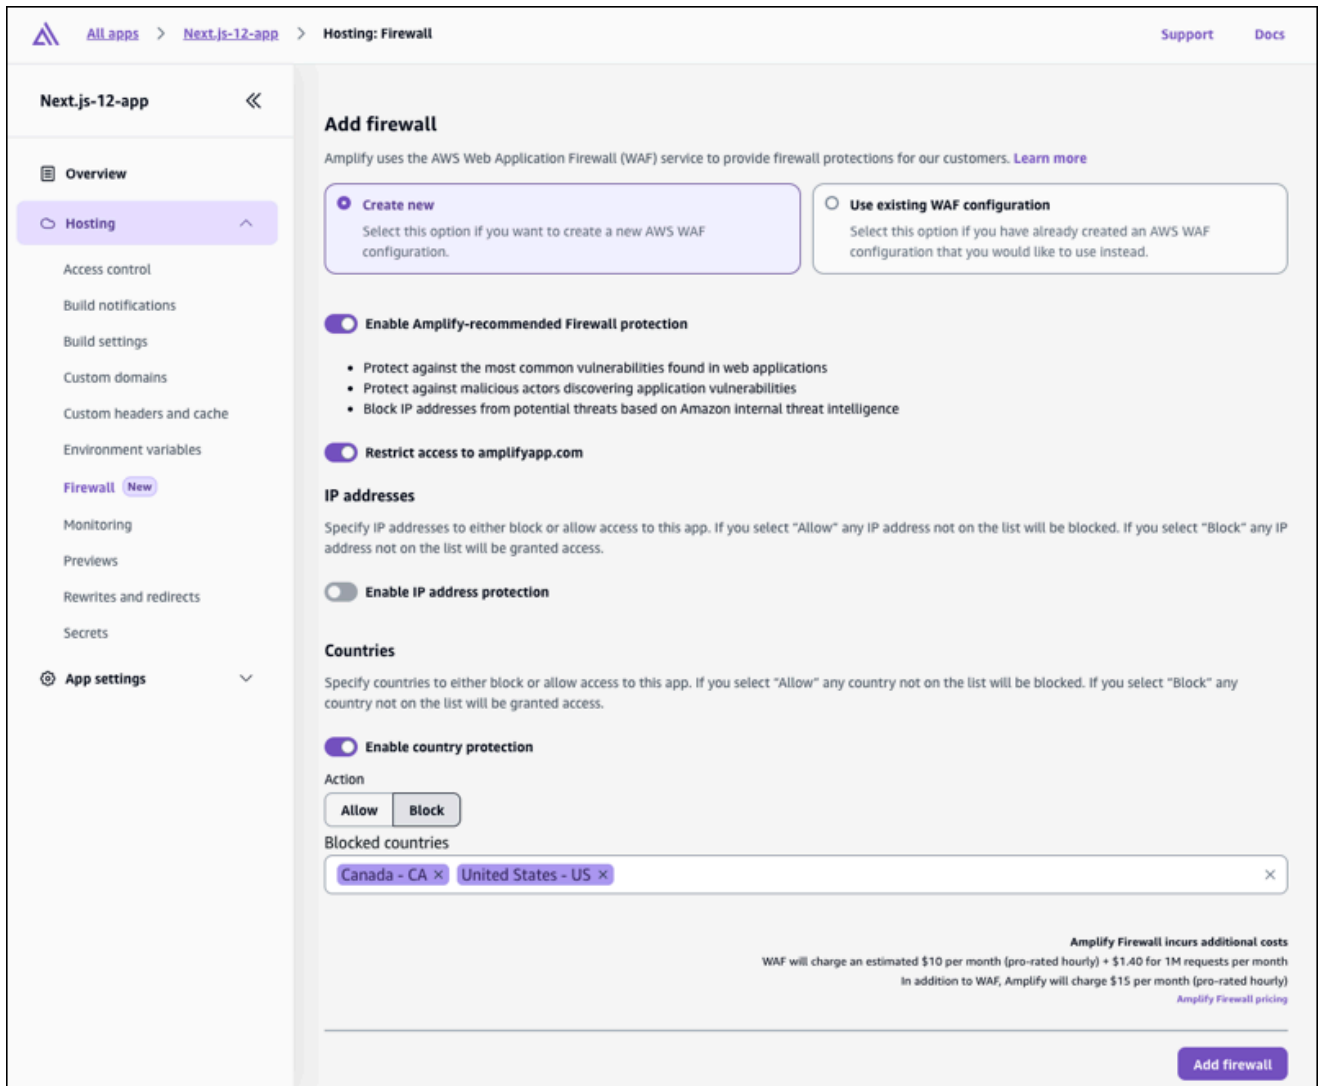 All apps > Next.js-12-app > Hosting: Firewall
Support Docs
Next.js-12-app
Overview
Hosting
Access control
Build notifications
Build settings
Custom domains
Custom headers and cache
Environment variables
Firewall New
Monitoring
Previews
Rewrites and redirects
Secrets
App settings
Add firewall
Amplify uses the AWS Web Application Firewall (WAF) service to provide firewall protections for our customers. Learn more
Create new
Select this option if you want to create a new AWS WAF
configuration.
Use existing WAF configuration
Select this option if you have already created an AWS WAF
configuration that you would like to use instead.
Enable Amplify-recommended Firewall protection
• Protect against the most common vulnerabilities found in web applications
• Protect against malicious actors discovering application vulnerabilities
• Block IP addresses from potential threats based on Amazon internal threat intelligence
Restrict access to amplifyapp.com
IP addresses
Specify IP addresses to either block or allow access to this app. If you select "Allow" any IP address not on the list will be blocked. If you select "Block" any IP
address not on the list will be granted access.
Enable IP address protection
Countries
Specify countries to either block or allow access to this app. If you select "Allow" any country not on the list will be blocked. If you select "Block" any
country not on the list will be granted access.
Enable country protection
Action
Allow Block
Blocked countries
Canada - CA × United States - US × ×
Amplify Firewall incurs additional costs
WAF will charge an estimated $10 per month (pro-rated hourly) + $1.40 for 1M requests per month
In addition to WAF, Amplify will charge $15 per month (pro-rated hourly)
Amplify Firewall pricing
Add firewall